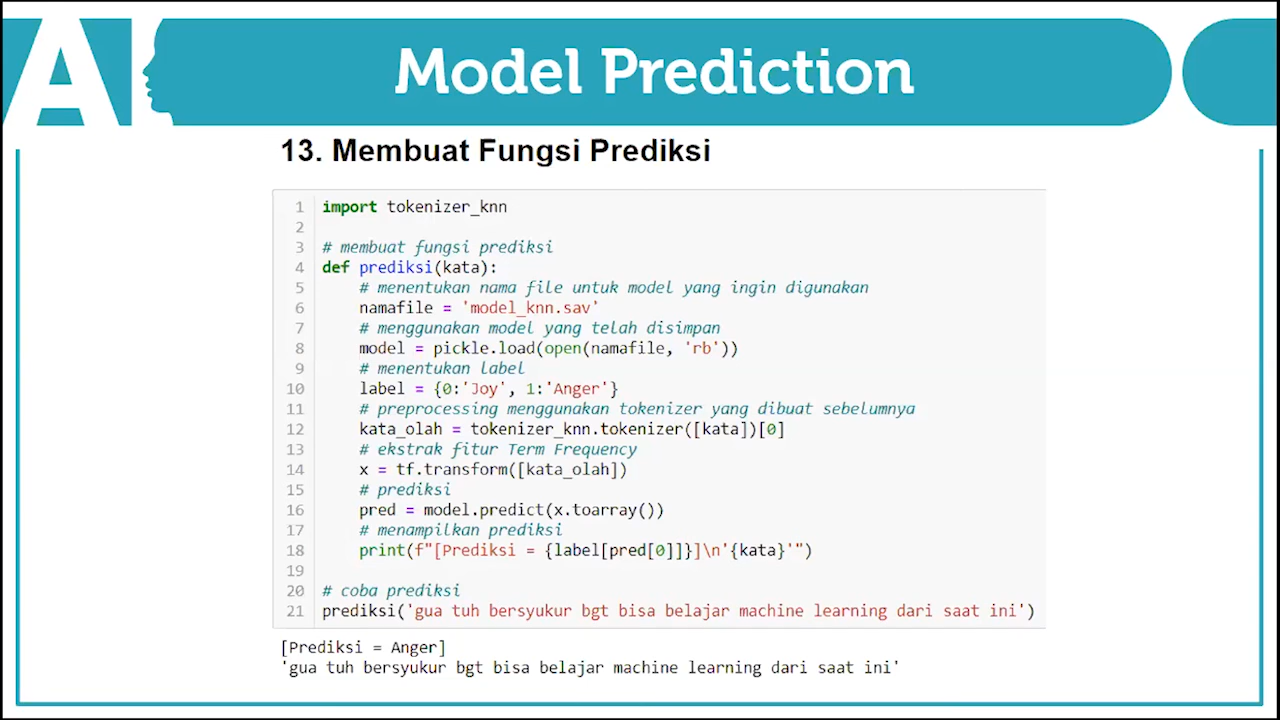 AI
Model Prediction
13. Membuat Fungsi Prediksi
1 import tokenizer_knn
2
3 # membuat fungsi prediksi
4 def prediksi(kata):
5     # menentukan nama file untuk model yang ingin digunakan
6     namafile = 'model_knn.sav'
7     # menggunakan model yang telah disimpan
8     model = pickle.load(open(namafile, 'rb'))
9     # menentukan label
10     label = {0:'Joy', 1:'Anger'}
11     # preprocessing menggunakan tokenizer yang dibuat sebelumnya
12     kata_olah = tokenizer_knn.tokenizer([kata])[0]
13     # ekstrak fitur Term Frequency
14     x = tf.transform([kata_olah])
15     # prediksi
16     pred = model.predict(x.toarray())
17     # menampilkan prediksi
18     print(f"[Prediksi = {label[pred[0]]}]\n'{kata}'")
19
20 # coba prediksi
21 prediksi('gua tuh bersyukur bgt bisa belajar machine learning dari saat ini')
[Prediksi = Anger]
'gua tuh bersyukur bgt bisa belajar machine learning dari saat ini'